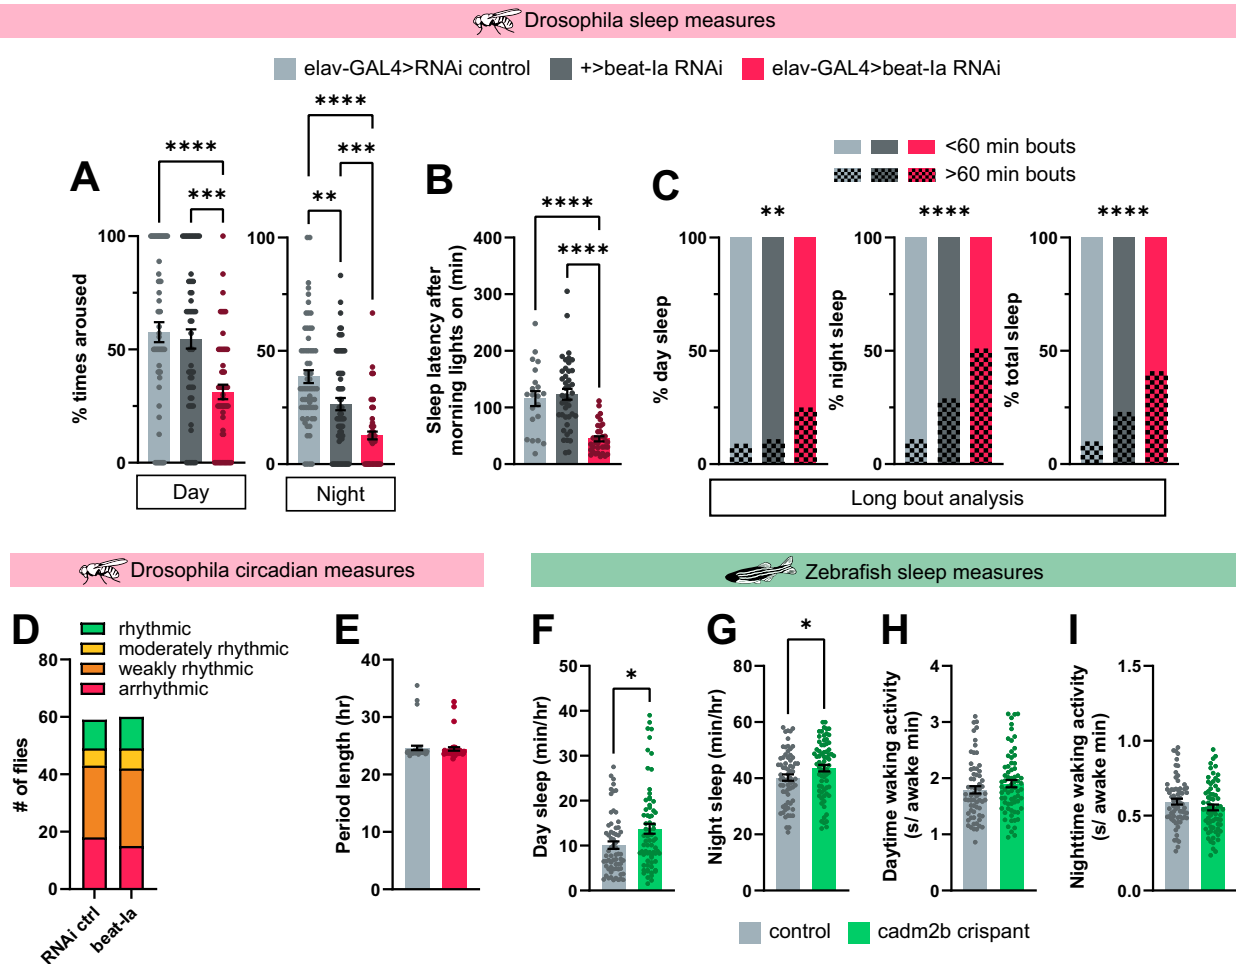 Drosophila sleep measures
elav-GAL4>RNAi control
+>beat-Ia RNAi
elav-GAL4>beat-Ia RNAi
A
% times aroused
100
50
0
****
***
Day
100
50
0
****
***
**
Night
B
Sleep latency after
morning lights on (min)
400
300
200
100
0
****
****
C
<60 min bouts
>60 min bouts
% day sleep
100
50
0
**
% night sleep
100
50
0
****
% total sleep
100
50
0
****
Long bout analysis
Drosophila circadian measures
Zebrafish sleep measures
D
rhythmic
moderately rhythmic
weakly rhythmic
arrhythmic
# of flies
80
60
40
20
0
RNAi ctrl
beat-Ia
E
Period length (hr)
40
30
20
10
0
F
Day sleep (min/hr)
50
40
30
20
10
0
*
G
Night sleep (min/hr)
80
60
40
20
0
*
H
Daytime waking activity
(s/ awake min)
4
3
2
1
0
I
Nighttime waking activity
(s/ awake min)
1.5
1.0
0.5
0.0
control
cadm2b crispant